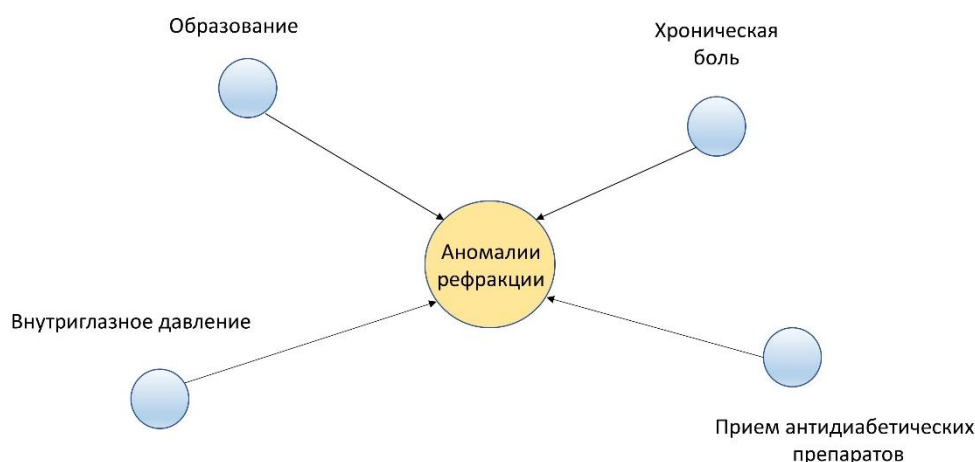 Образование
Хроническая
боль
Аномалии
рефракции
Внутриглазное давление
Прием антидиабетических
препаратов